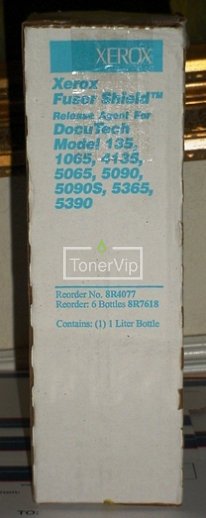 XEROX
Xerox
Fuser Shield™
Release Agent For
DocuTech
Model 135,
1065, 4135,
5065, 5090,
5090S, 5365,
5390
TonerVip
Reorder No. 8R4077
Reorder: 6 Bottles 8R7618
Contains: (1) 1 Liter Bottle
TO: